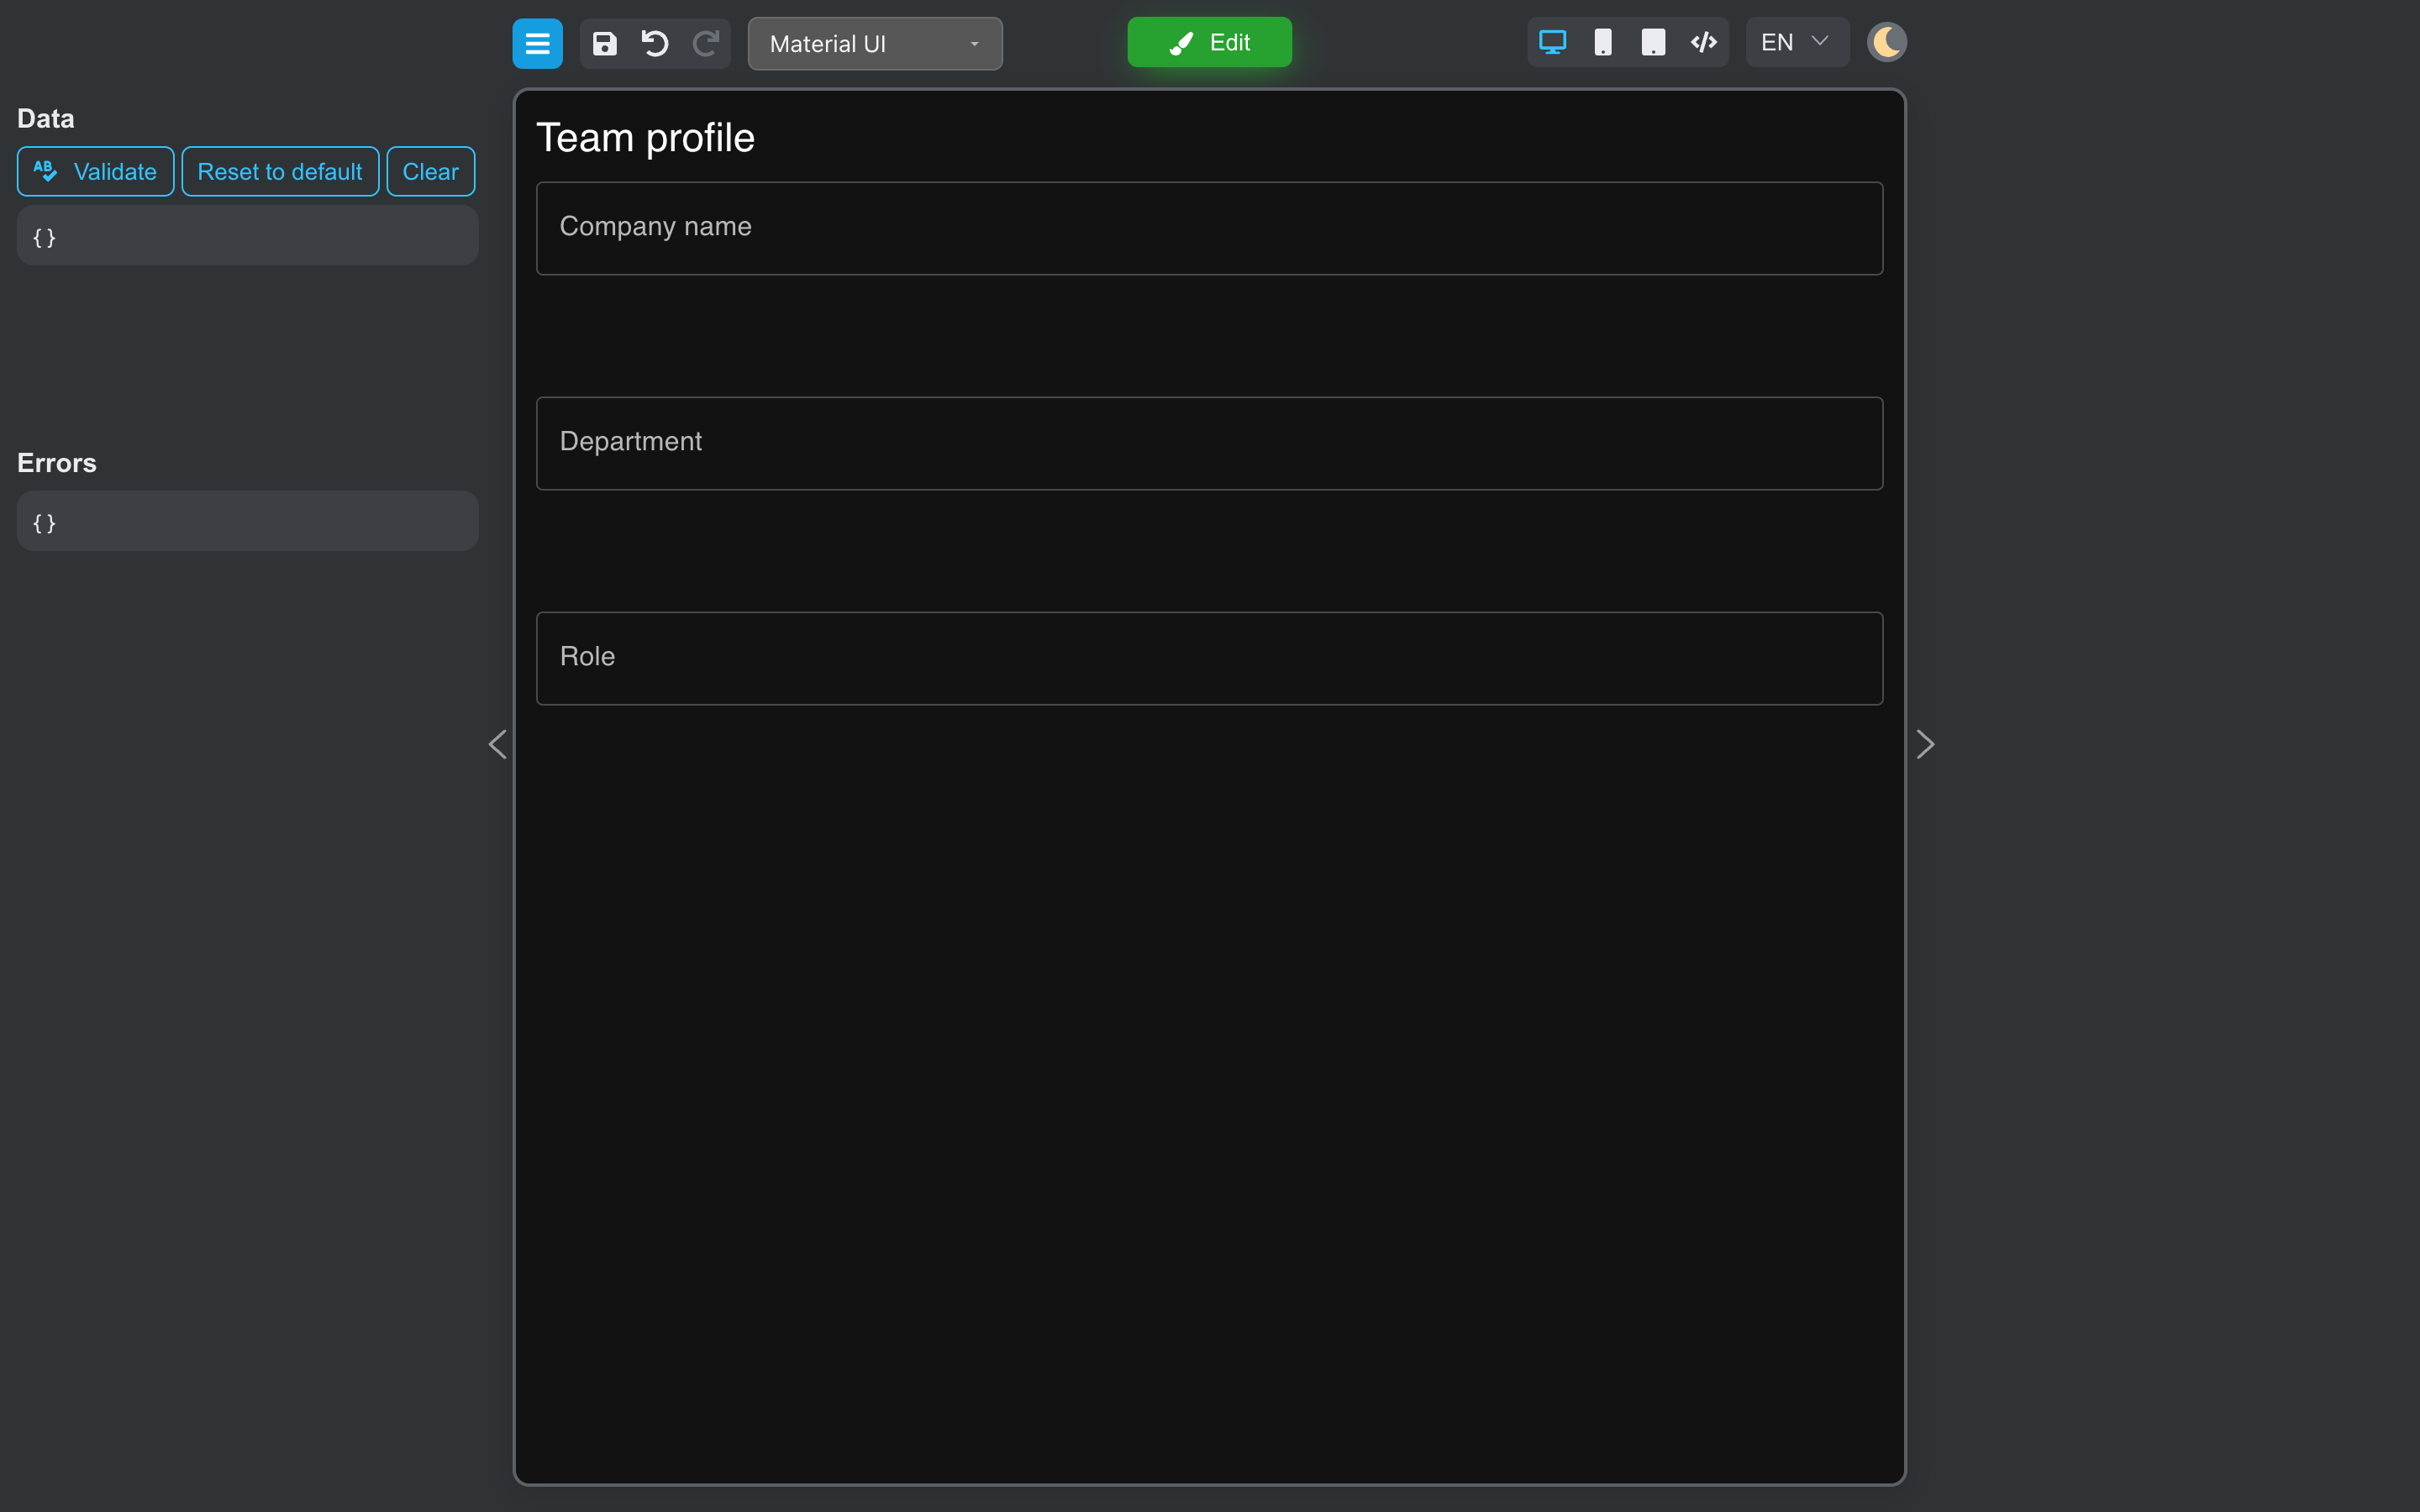 Material UI
Edit
EN
Data
Validate
Reset to default
Clear
{ }
Errors
{ }
Team profile
Company name
Department
Role